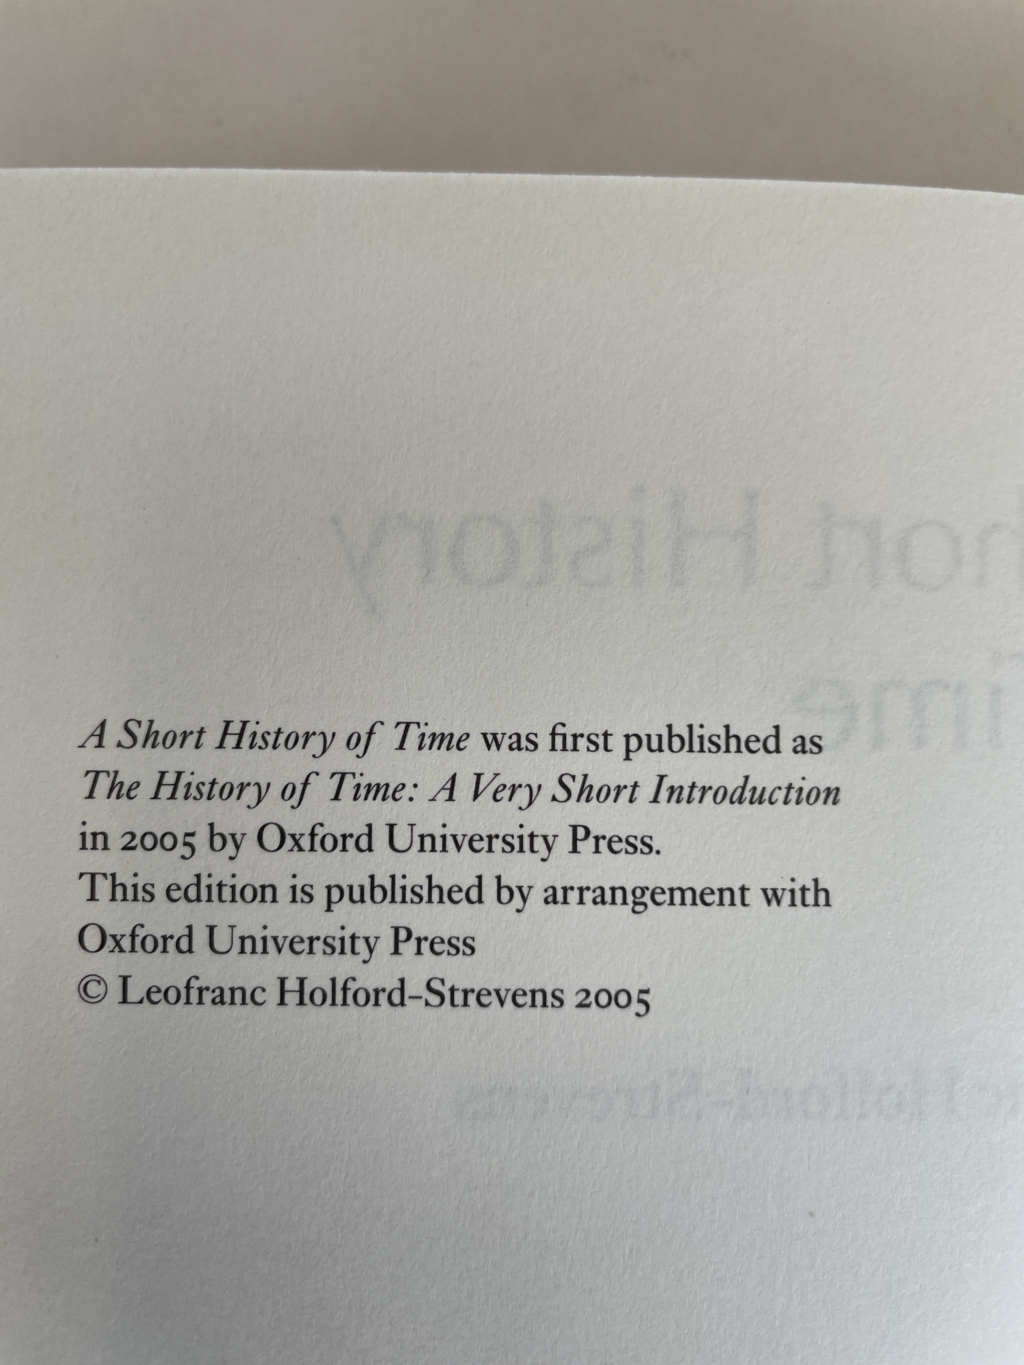 A Short History of Time was first published as
The History of Time: A Very Short Introduction
in 2005 by Oxford University Press.
This edition is published by arrangement with
Oxford University Press
© Leofranc Holford-Strevens 2005